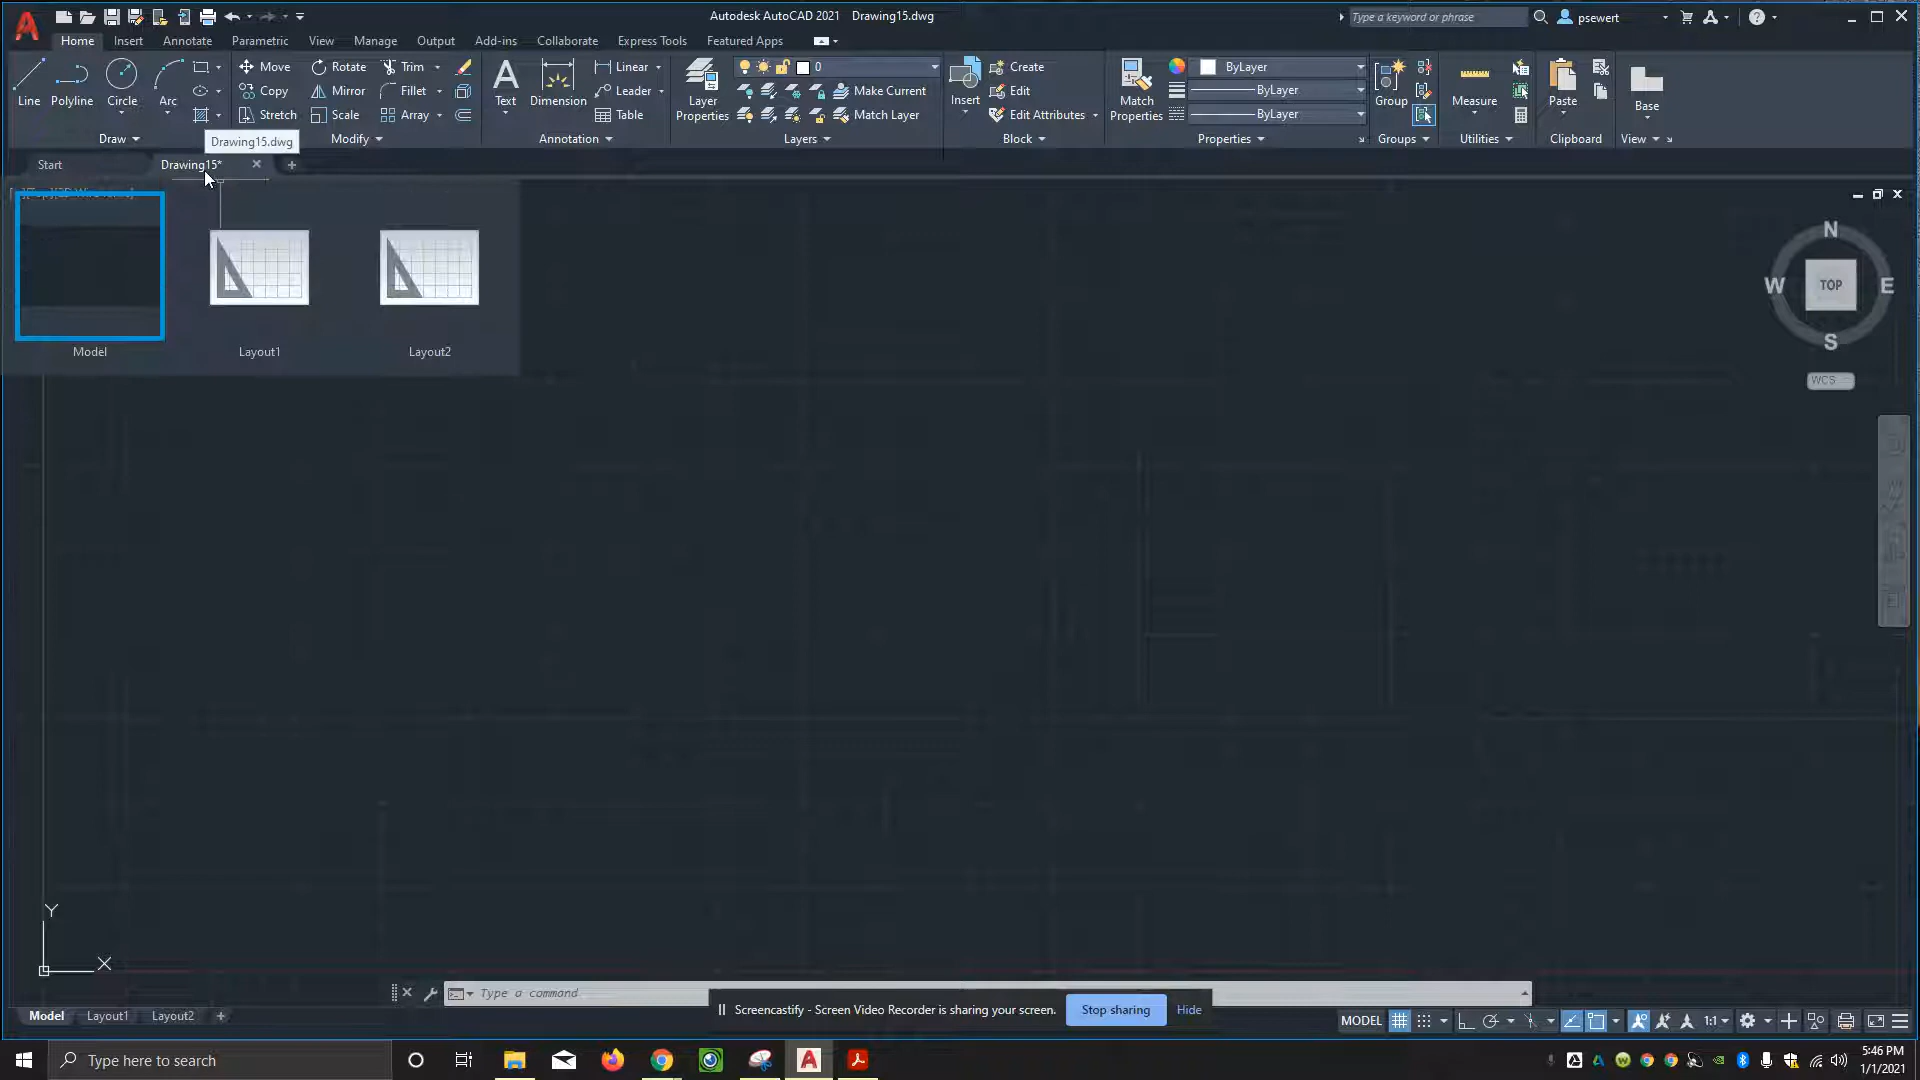 Autodesk AutoCAD 2021 Drawing15.dwg
Type a keyword or phrase
psewert
Home Insert Annotate Parametric View Manage Output Add-ins Collaborate Express Tools Featured Apps
Line Polyline Circle Arc
Move Rotate Trim
Copy Mirror Fillet
Stretch Scale Array
Text Dimension
Linear
Leader
Table
Layer Properties
0
Make Current
Match Layer
Insert
Create
Edit
Edit Attributes
Match Properties
ByLayer
ByLayer
ByLayer
Group
Measure
Paste
Base
Draw Modify Annotation Layers Block Properties Groups Utilities Clipboard View
Drawing15.dwg
Start Drawing15*
Model Layout1 Layout2
N
W TOP E
S
WCS
Y
X
Type a command
Screencastify - Screen Video Recorder is sharing your screen. Stop sharing Hide
Model Layout1 Layout2
MODEL 1:1
Type here to search
5:46 PM
1/1/2021